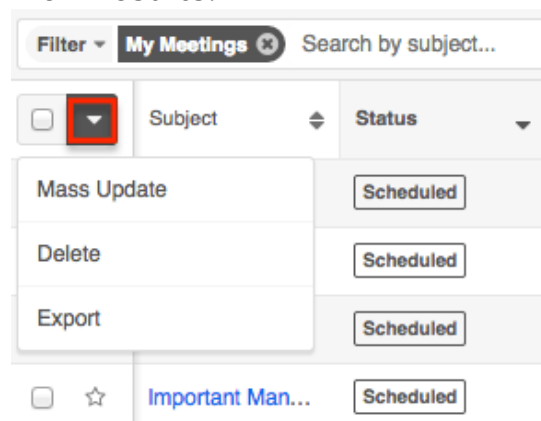 Filter My Meetings Search by subject...
Subject Status
Mass Update Scheduled
Delete Scheduled
Export Scheduled
Important Man... Scheduled